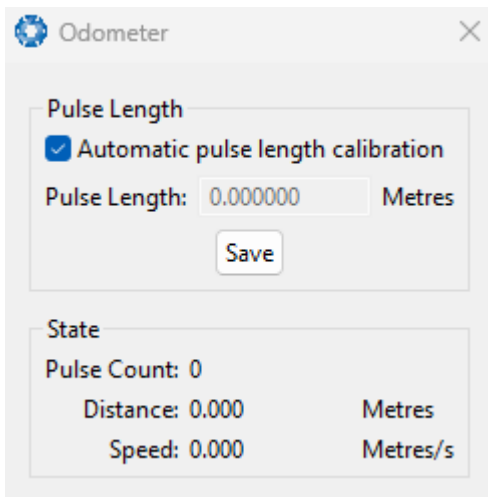 Odometer
Pulse Length
Automatic pulse length calibration
Pulse Length: 0.000000 Metres
Save
State
Pulse Count: 0
Distance: 0.000 Metres
Speed: 0.000 Metres/s